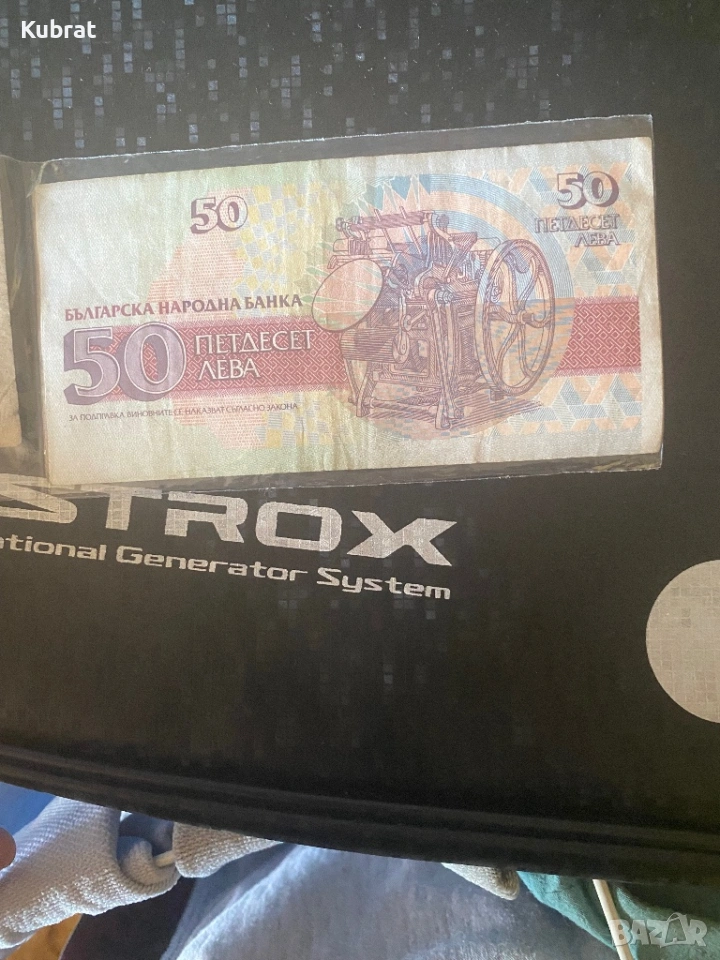 Kubrat
50
50
ПЕТДЕСЕТ
ЛЕВА
БЪЛГАРСКА НАРОДНА БАНКА
50 ПЕТДЕСЕТ
ЛЕВА
ЗА ПОДПРАВКА ВИНОВНИТЕ СЕ НАКАЗВАТ СЪГЛАСНО ЗАКОНА
STROX
ational Generator System
BAZAR